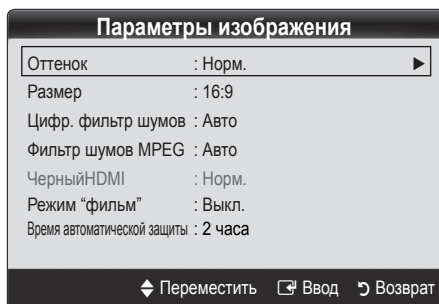 Параметры изображения
Оттенок : Норм.
Размер : 16:9
Цифр. фильтр шумов : Авто
Фильтр шумов MPEG : Авто
ЧерныйHDMI : Норм.
Режим “фильм” : Выкл.
Время автоматической защиты : 2 часа
Переместить Ввод Возврат